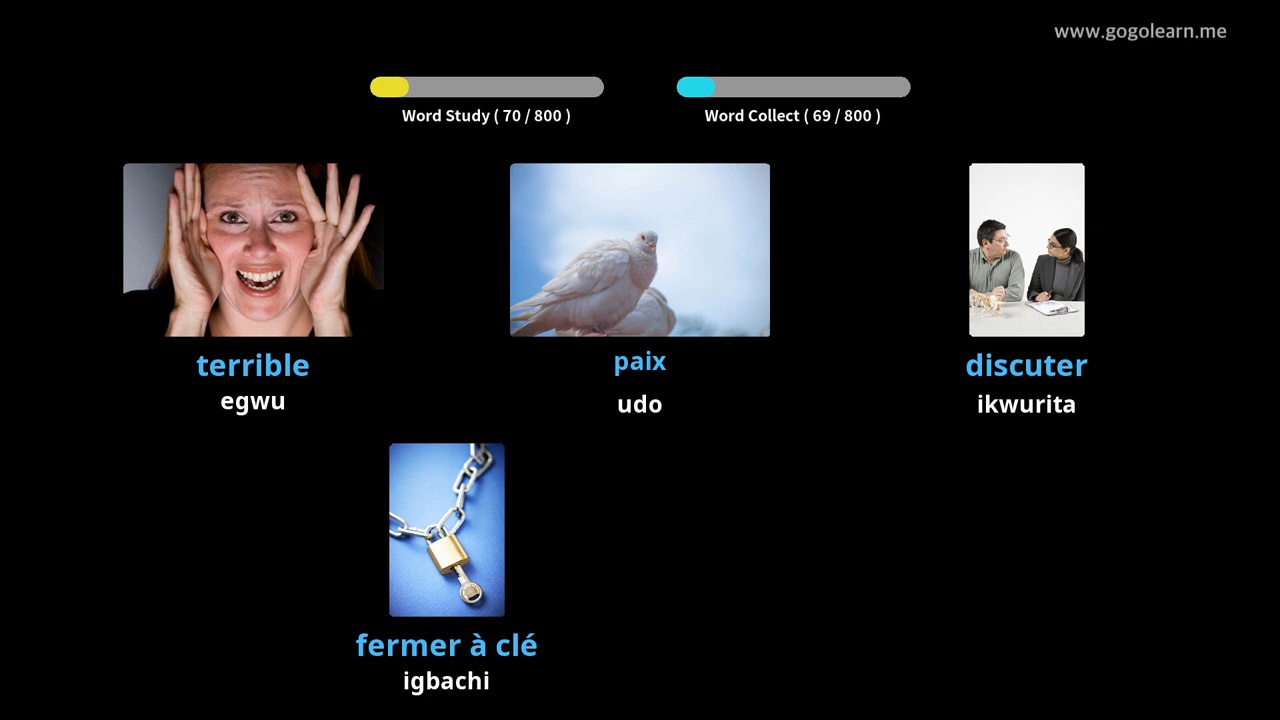 www.gogolearn.me
Word Study ( 70 / 800 )
Word Collect ( 69 / 800 )
terrible
egwu
paix
udo
discuter
ikwurita
fermer à clé
igbachi